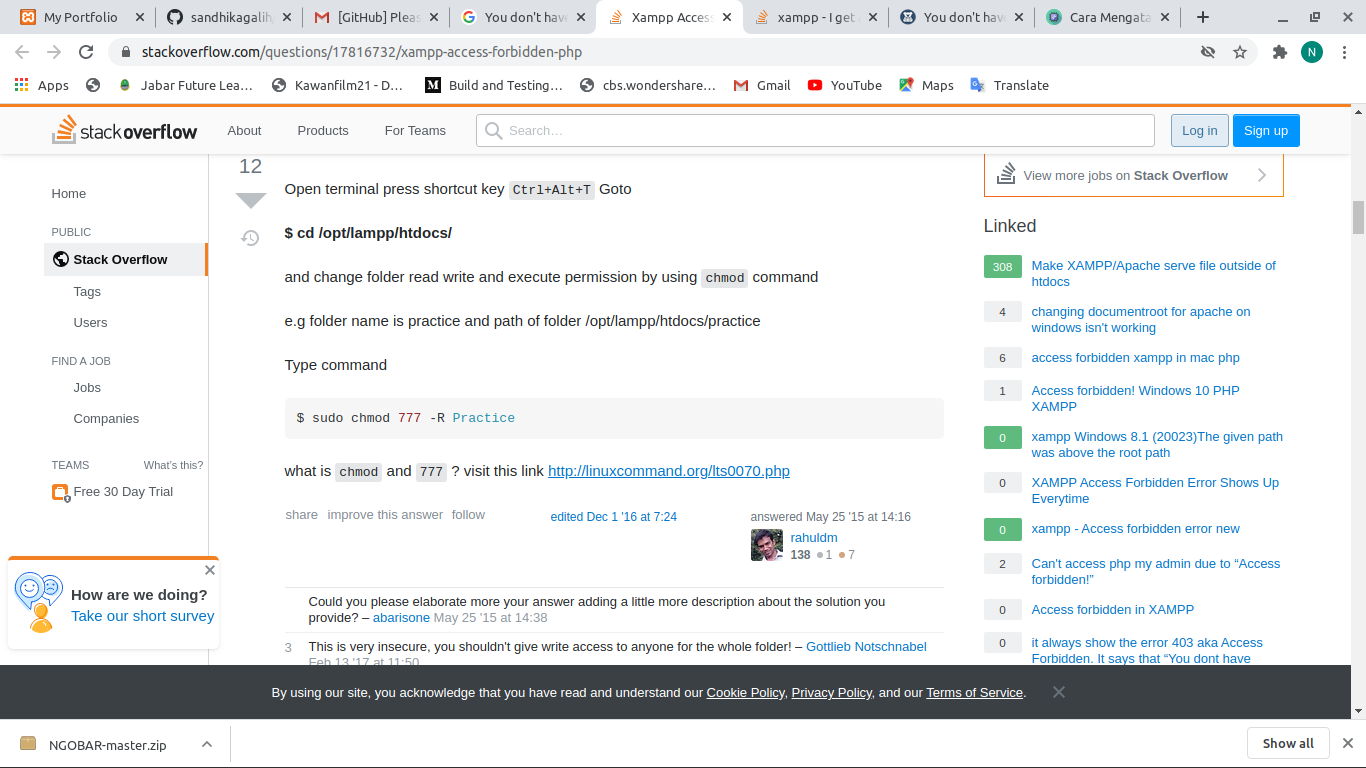 My Portfolio
sandhikagalih
[GitHub] Pleas
You don't hav
Xampp Acces
xampp - I get
You don't hav
Cara Mengata
stackoverflow.com/questions/17816732/xampp-access-forbidden-php
N
Apps
Jabar Future Lea…
Kawanfilm21 - D…
Build and Testing…
cbs.wondershare…
Gmail
YouTube
Maps
Translate
stackoverflow
About
Products
For Teams
Search…
Log in
Sign up
Home
PUBLIC
Stack Overflow
Tags
Users
FIND A JOB
Jobs
Companies
TEAMS
What's this?
Free 30 Day Trial
How are we doing?
Take our short survey
12
Open terminal press shortcut key Ctrl+Alt+T Goto
$ cd /opt/lampp/htdocs/
and change folder read write and execute permission by using chmod command
e.g folder name is practice and path of folder /opt/lampp/htdocs/practice
Type command
$ sudo chmod 777 -R Practice
what is chmod and 777 ? visit this link http://linuxcommand.org/lts0070.php
share improve this answer follow
edited Dec 1 '16 at 7:24
answered May 25 '15 at 14:16
rahuldm
138 1 7
Could you please elaborate more your answer adding a little more description about the solution you
provide? – abarisone May 25 '15 at 14:38
3 This is very insecure, you shouldn't give write access to anyone for the whole folder! – Gottlieb Notschnabel
Feb 13 '17 at 11:50
View more jobs on Stack Overflow
Linked
308 Make XAMPP/Apache serve file outside of
htdocs
4 changing documentroot for apache on
windows isn't working
6 access forbidden xampp in mac php
1 Access forbidden! Windows 10 PHP
XAMPP
0 xampp Windows 8.1 (20023)The given path
was above the root path
0 XAMPP Access Forbidden Error Shows Up
Everytime
0 xampp - Access forbidden error new
2 Can't access php my admin due to “Access
forbidden!”
0 Access forbidden in XAMPP
0 it always show the error 403 aka Access
Forbidden. It says that “You dont have
By using our site, you acknowledge that you have read and understand our Cookie Policy, Privacy Policy, and our Terms of Service.
NGOBAR-master.zip
Show all